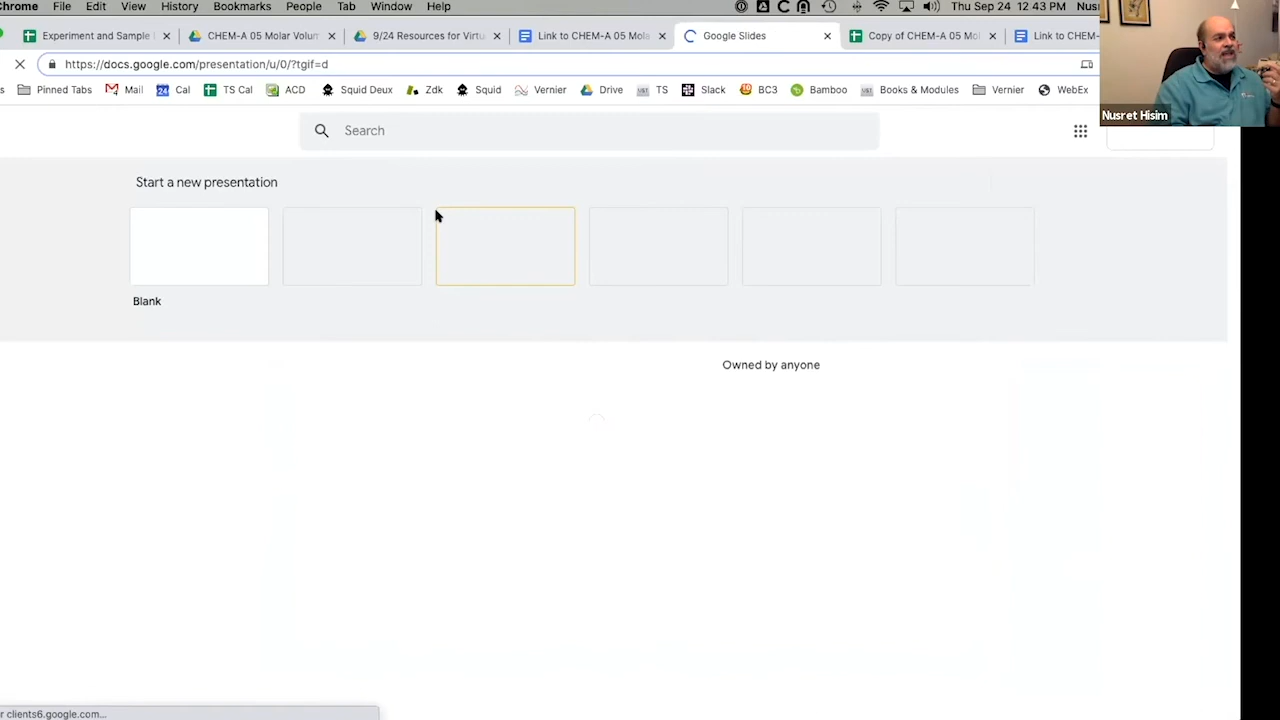 Chrome File Edit View History Bookmarks People Tab Window Help Thu Sep 24 12:43 PM Nus
Experiment and Sample CHEM-A 05 Molar Volum 9/24 Resources for Virtu Link to CHEM-A 05 Mola Google Slides Copy of CHEM-A 05 Mol Link to CHEM-
https://docs.google.com/presentation/u/0/?tgif=d
s Pinned Tabs Mail 24 Cal TS Cal ACD Squid Deux Zdk Squid Vernier Drive TS Slack BC3 Bamboo Books & Modules Vernier WebEx
Nusret Hisim
Search
Start a new presentation
Blank
Owned by anyone
r clients6.google.com...